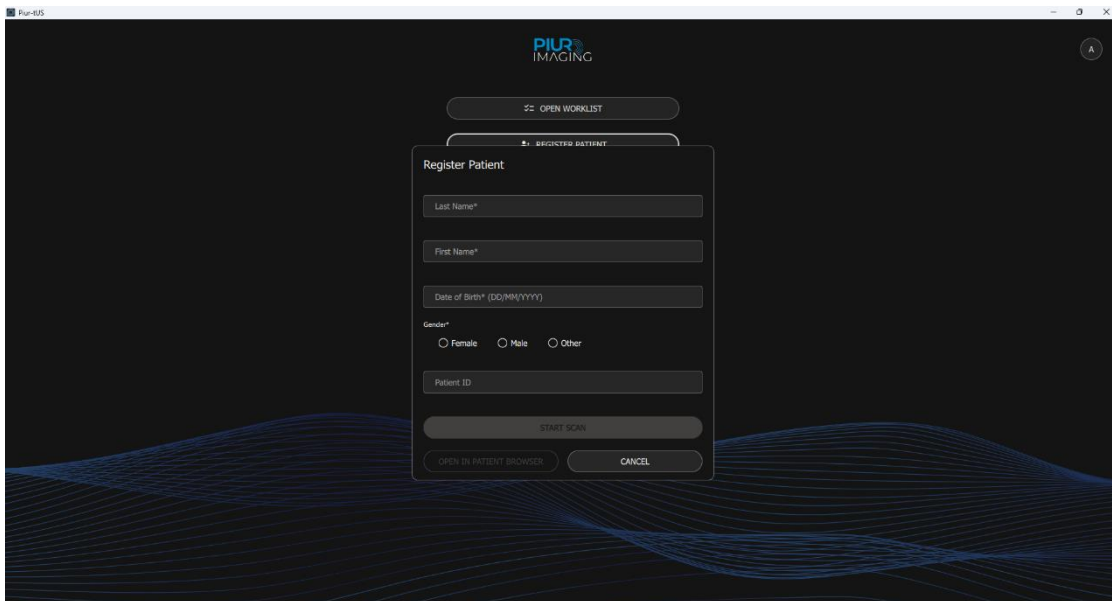 Piur-tUS
PIUR
IMAGING
A
OPEN WORKLIST
REGISTER PATIENT
Register Patient
Last Name*
First Name*
Date of Birth* (DD/MM/YYYY)
Gender*
Female Male Other
Patient ID
START SCAN
OPEN IN PATIENT BROWSER CANCEL